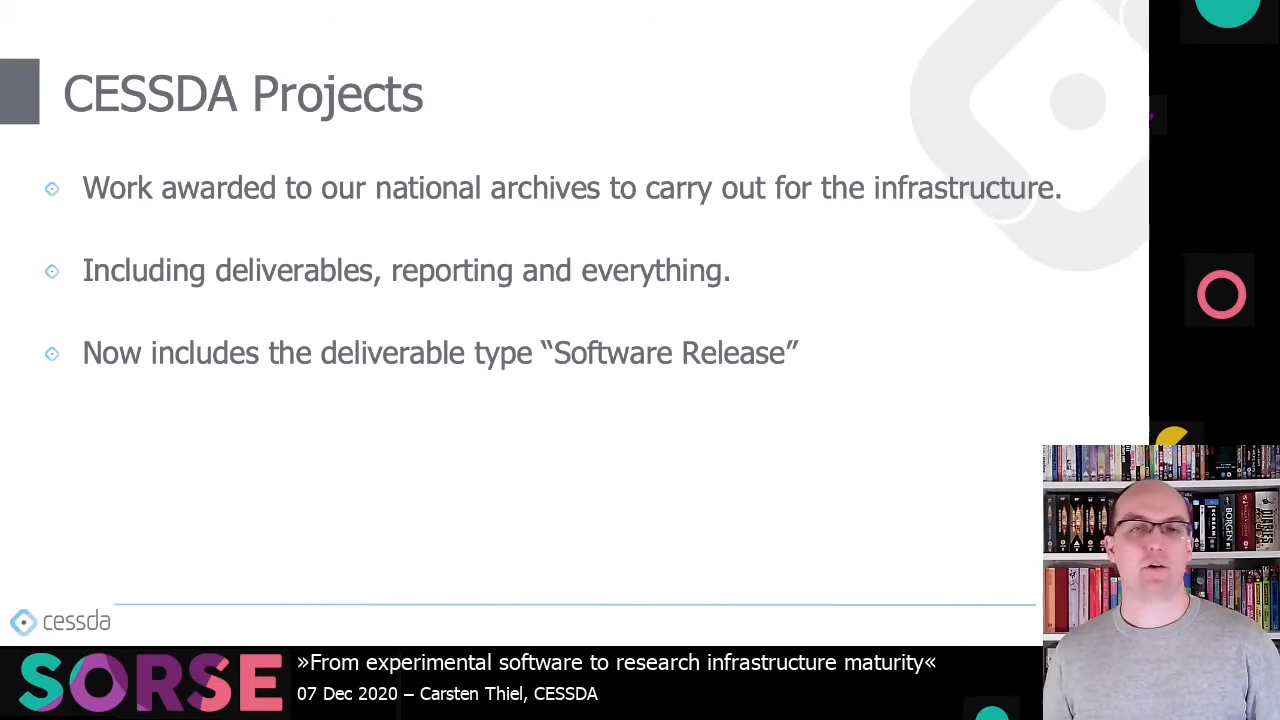 CESSDA Projects
Work awarded to our national archives to carry out for the infrastructure.
Including deliverables, reporting and everything.
Now includes the deliverable type “Software Release”
cessda
BORGEN
SORSE
»From experimental software to research infrastructure maturity«
07 Dec 2020 – Carsten Thiel, CESSDA